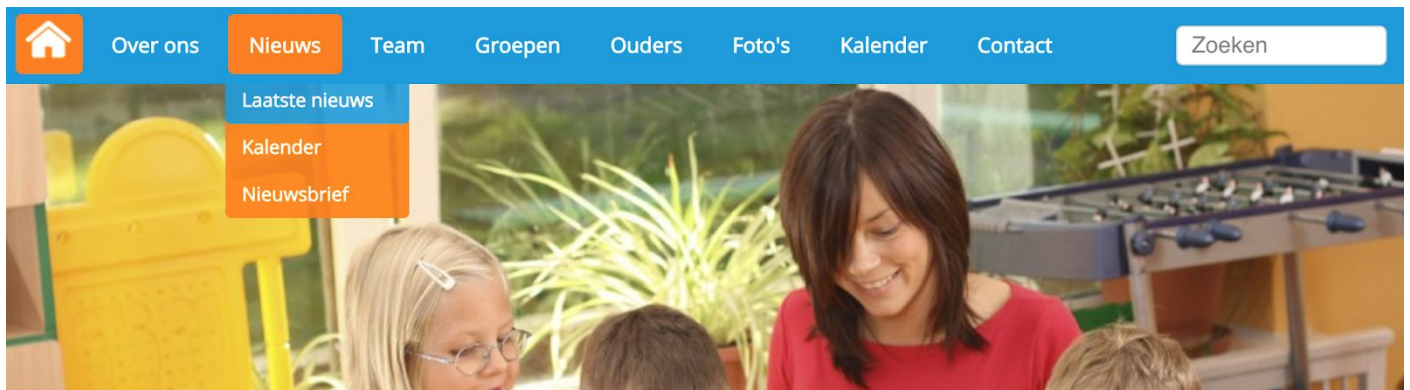 Over ons Nieuws Team Groepen Ouders Foto's Kalender Contact Zoeken
Laatste nieuws
Kalender
Nieuwsbrief